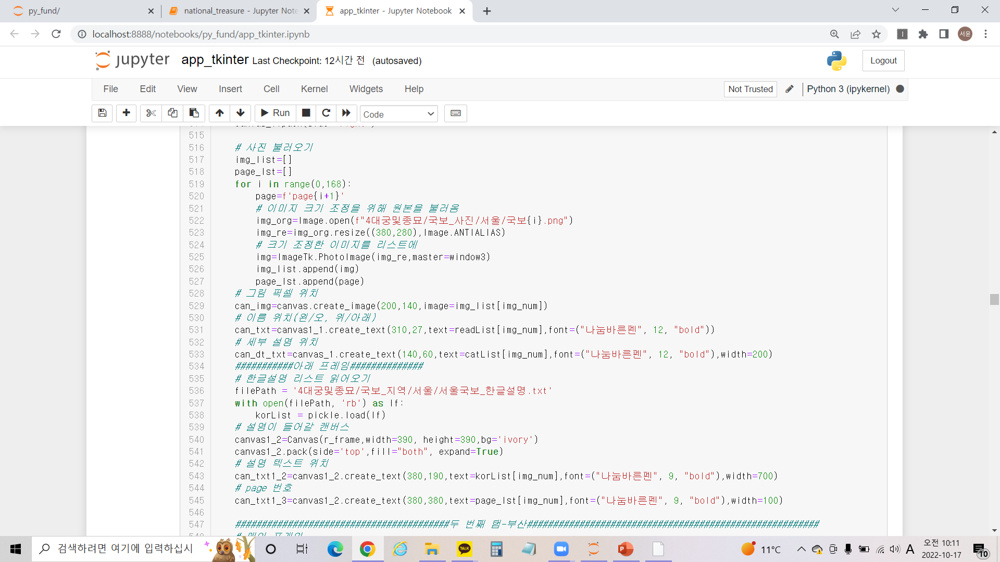 py_fund/
national_treasure - Jupyter Note
app_tkinter - Jupyter Notebook
localhost:8888/notebooks/py_fund/app_tkinter.ipynb
서윤
jupyter app_tkinter Last Checkpoint: 12시간 전 (autosaved)
Logout
File Edit View Insert Cell Kernel Widgets Help
Not Trusted
Python 3 (ipykernel)
Run
Code
515
516 # 사진 불러오기
517 img_list=[]
518 page_lst=[]
519 for i in range(0,168):
520 page=f'page{i+1}'
521 # 이미지 크기 조정을 위해 원본을 불러옴
522 img_org=Image.open(f"4대궁및종묘/국보_사진/서울/국보{i}.png")
523 img_re=img_org.resize((380,280),Image.ANTIALIAS)
524 # 크기 조정한 이미지를 리스트에
525 img=ImageTk.PhotoImage(img_re,master=window3)
526 img_list.append(img)
527 page_lst.append(page)
528 # 그림 픽셀 위치
529 can_img=canvas.create_image(200,140,image=img_list[img_num])
530 # 이름 위치(왼/오, 위/아래)
531 can_txt=canvas1_1.create_text(310,27,text=readList[img_num],font=("나눔바른펜", 12, "bold"))
532 # 세부 설명 위치
533 can_dt_txt=canvas_1.create_text(140,60,text=catList[img_num],font=("나눔바른펜", 12, "bold"),width=200)
534 ###########아래 프레임##############
535 # 한글설명 리스트 읽어오기
536 filePath = '4대궁및종묘/국보_지역/서울/서울국보_한글설명.txt'
537 with open(filePath, 'rb') as lf:
538 korList = pickle.load(lf)
539 # 설명이 들어갈 캔버스
540 canvas1_2=Canvas(r_frame,width=390, height=390,bg='ivory')
541 canvas1_2.pack(side='top',fill="both", expand=True)
542 # 설명 텍스트 위치
543 can_txt1_2=canvas1_2.create_text(380,190,text=korList[img_num],font=("나눔바른펜", 9, "bold"),width=700)
544 # page 번호
545 can_txt1_3=canvas1_2.create_text(380,380,text=page_lst[img_num],font=("나눔바른펜", 9, "bold"),width=100)
546
547 #########################################두 번째 탭-부산########################################################
검색하려면 여기에 입력하십시
TALK
P
11°C
A
오전 10:11
2022-10-17
10